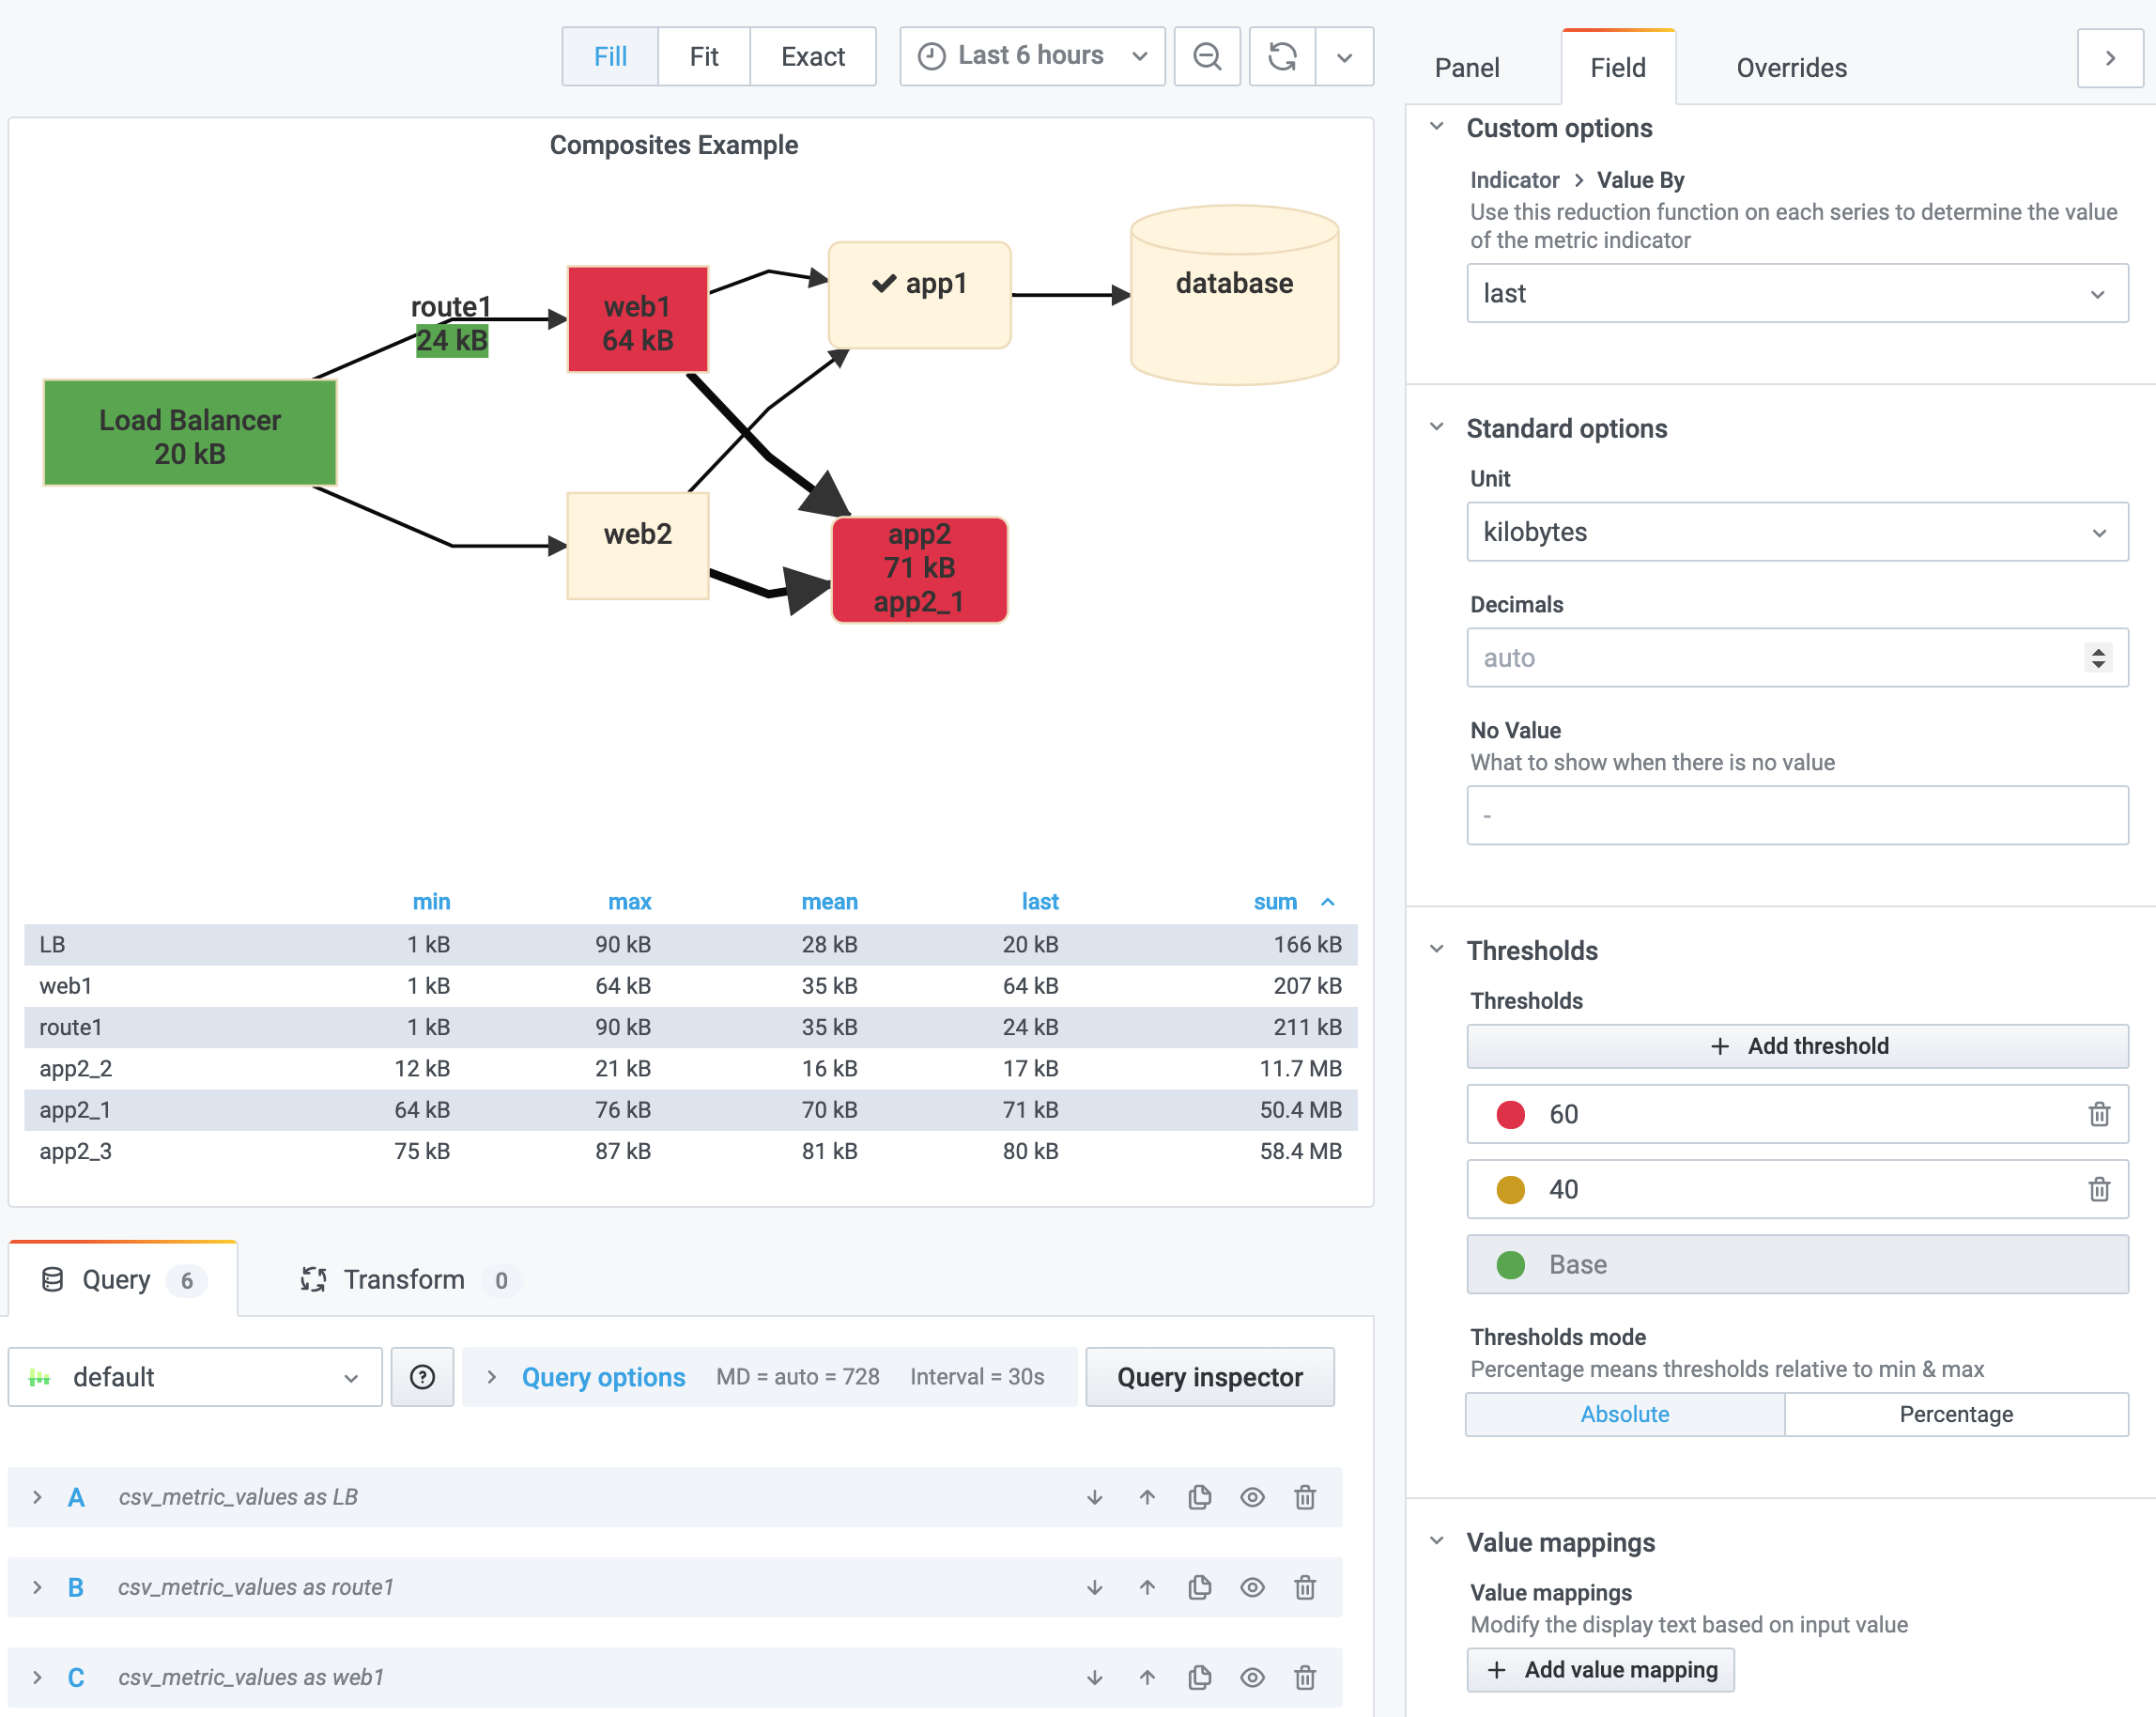 Fill Fit Exact Last 6 hours
Panel Field Overrides
Composites Example
route1
24 kB
Load Balancer
20 kB
web1
64 kB
web2
app1
database
app2
71 kB
app2_1
min max mean last sum
LB 1 kB 90 kB 28 kB 20 kB 166 kB
web1 1 kB 64 kB 35 kB 64 kB 207 kB
route1 1 kB 90 kB 35 kB 24 kB 211 kB
app2_2 12 kB 21 kB 16 kB 17 kB 11.7 MB
app2_1 64 kB 76 kB 70 kB 71 kB 50.4 MB
app2_3 75 kB 87 kB 81 kB 80 kB 58.4 MB
Query 6 Transform 0
default ? Query options MD = auto = 728 Interval = 30s Query inspector
A csv_metric_values as LB
B csv_metric_values as route1
C csv_metric_values as web1
Custom options
Indicator > Value By
Use this reduction function on each series to determine the value
of the metric indicator
last
Standard options
Unit
kilobytes
Decimals
auto
No Value
What to show when there is no value
-
Thresholds
Thresholds
+ Add threshold
60
40
Base
Thresholds mode
Percentage means thresholds relative to min & max
Absolute Percentage
Value mappings
Value mappings
Modify the display text based on input value
+ Add value mapping